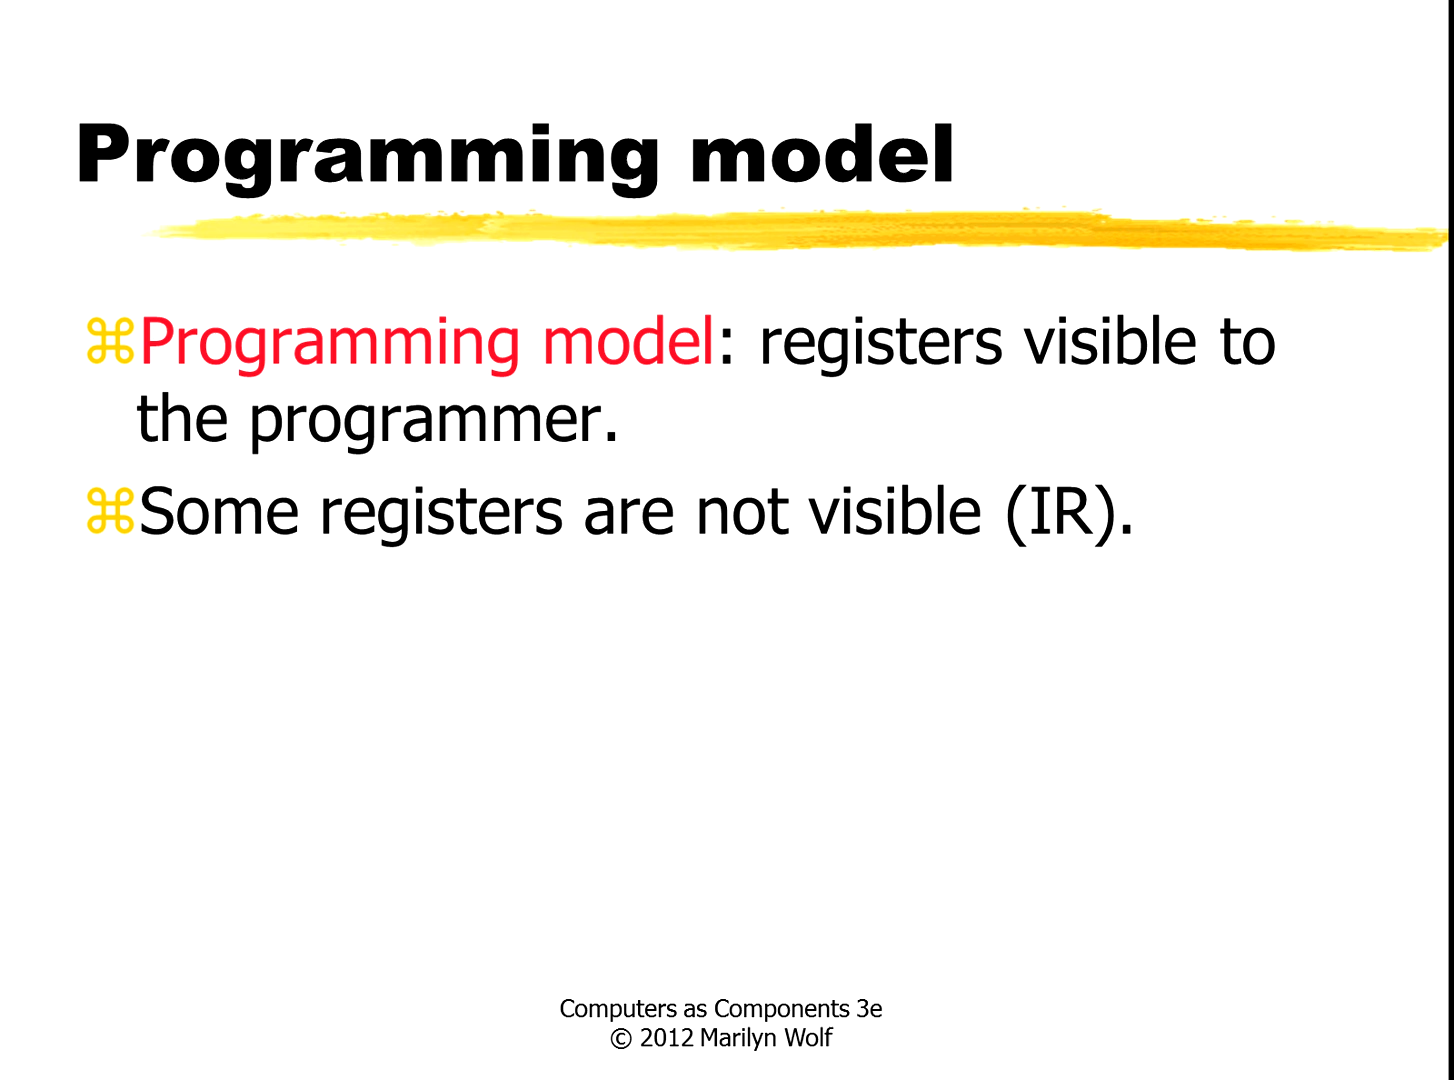 Programming model
⌘Programming model: registers visible to
the programmer.
⌘Some registers are not visible (IR).
Computers as Components 3e
© 2012 Marilyn Wolf